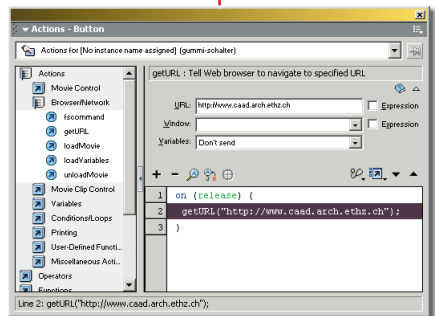 Actions - Button
Actions for [No instance name assigned] (gummi-schalter)
Actions
Movie Control
Browser/Network
fscommand
getURL
loadMovie
loadVariables
unloadMovie
Movie Clip Control
Variables
Conditions/Loops
Printing
User-Defined Functi...
Miscellaneous Acti...
Operators
Functions
getURL : Tell Web browser to navigate to specified URL
URL: http://www.caad.arch.ethz.ch
Expression
Window:
Expression
Variables: Don't send
1 on (release) {
2 getURL("http://www.caad.arch.ethz.ch");
3 }
Line 2: getURL("http://www.caad.arch.ethz.ch");